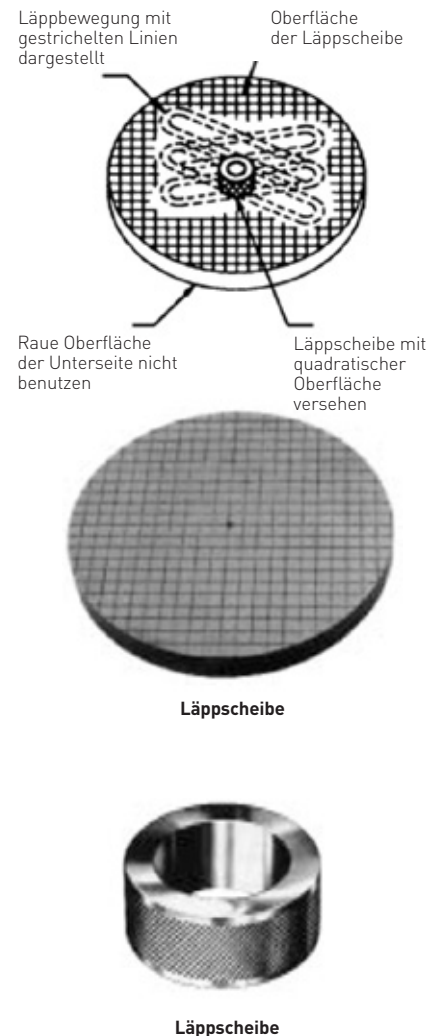 Läppbewegung mit
gestrichelten Linien
dargestellt
Oberfläche
der Läppscheibe
Raue Oberfläche
der Unterseite nicht
benutzen
Läppscheibe mit
quadratischer
Oberfläche
versehen
Läppscheibe
Läppscheibe